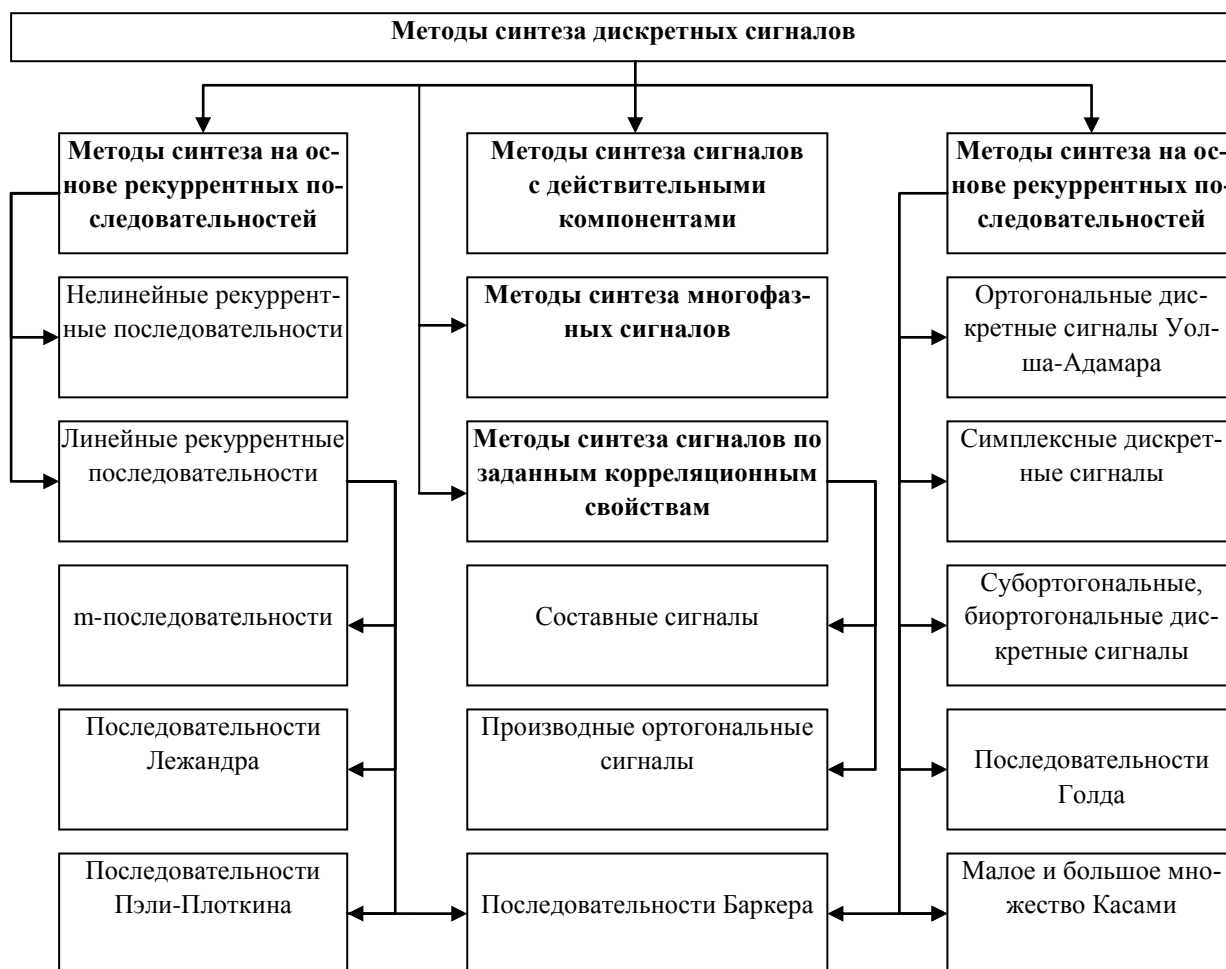 Методы синтеза дискретных сигналов
Методы синтеза на ос-
нове рекуррентных по-
следовательностей
Методы синтеза сигналов
с действительными
компонентами
Методы синтеза на ос-
нове рекуррентных по-
следовательностей
Нелинейные рекуррент-
ные последовательности
Методы синтеза многофаз-
ных сигналов
Ортогональные дис-
кретные сигналы Уол-
ша-Адамара
Линейные рекуррентные
последовательности
Методы синтеза сигналов по
заданным корреляционным
свойствам
Симплексные дискрет-
ные сигналы
m-последовательности
Составные сигналы
Субортогональные,
биортогональные дис-
кретные сигналы
Последовательности
Лежандра
Производные ортогональные
сигналы
Последовательности
Голда
Последовательности
Пэли-Плоткина
Последовательности Баркера
Малое и большое мно-
жество Касами